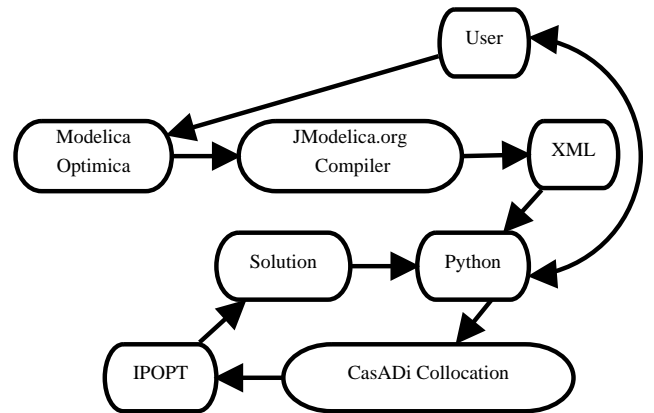 User
Modelica
Optimica
JModelica.org
Compiler
XML
Solution
Python
IPOPT
CasADi Collocation